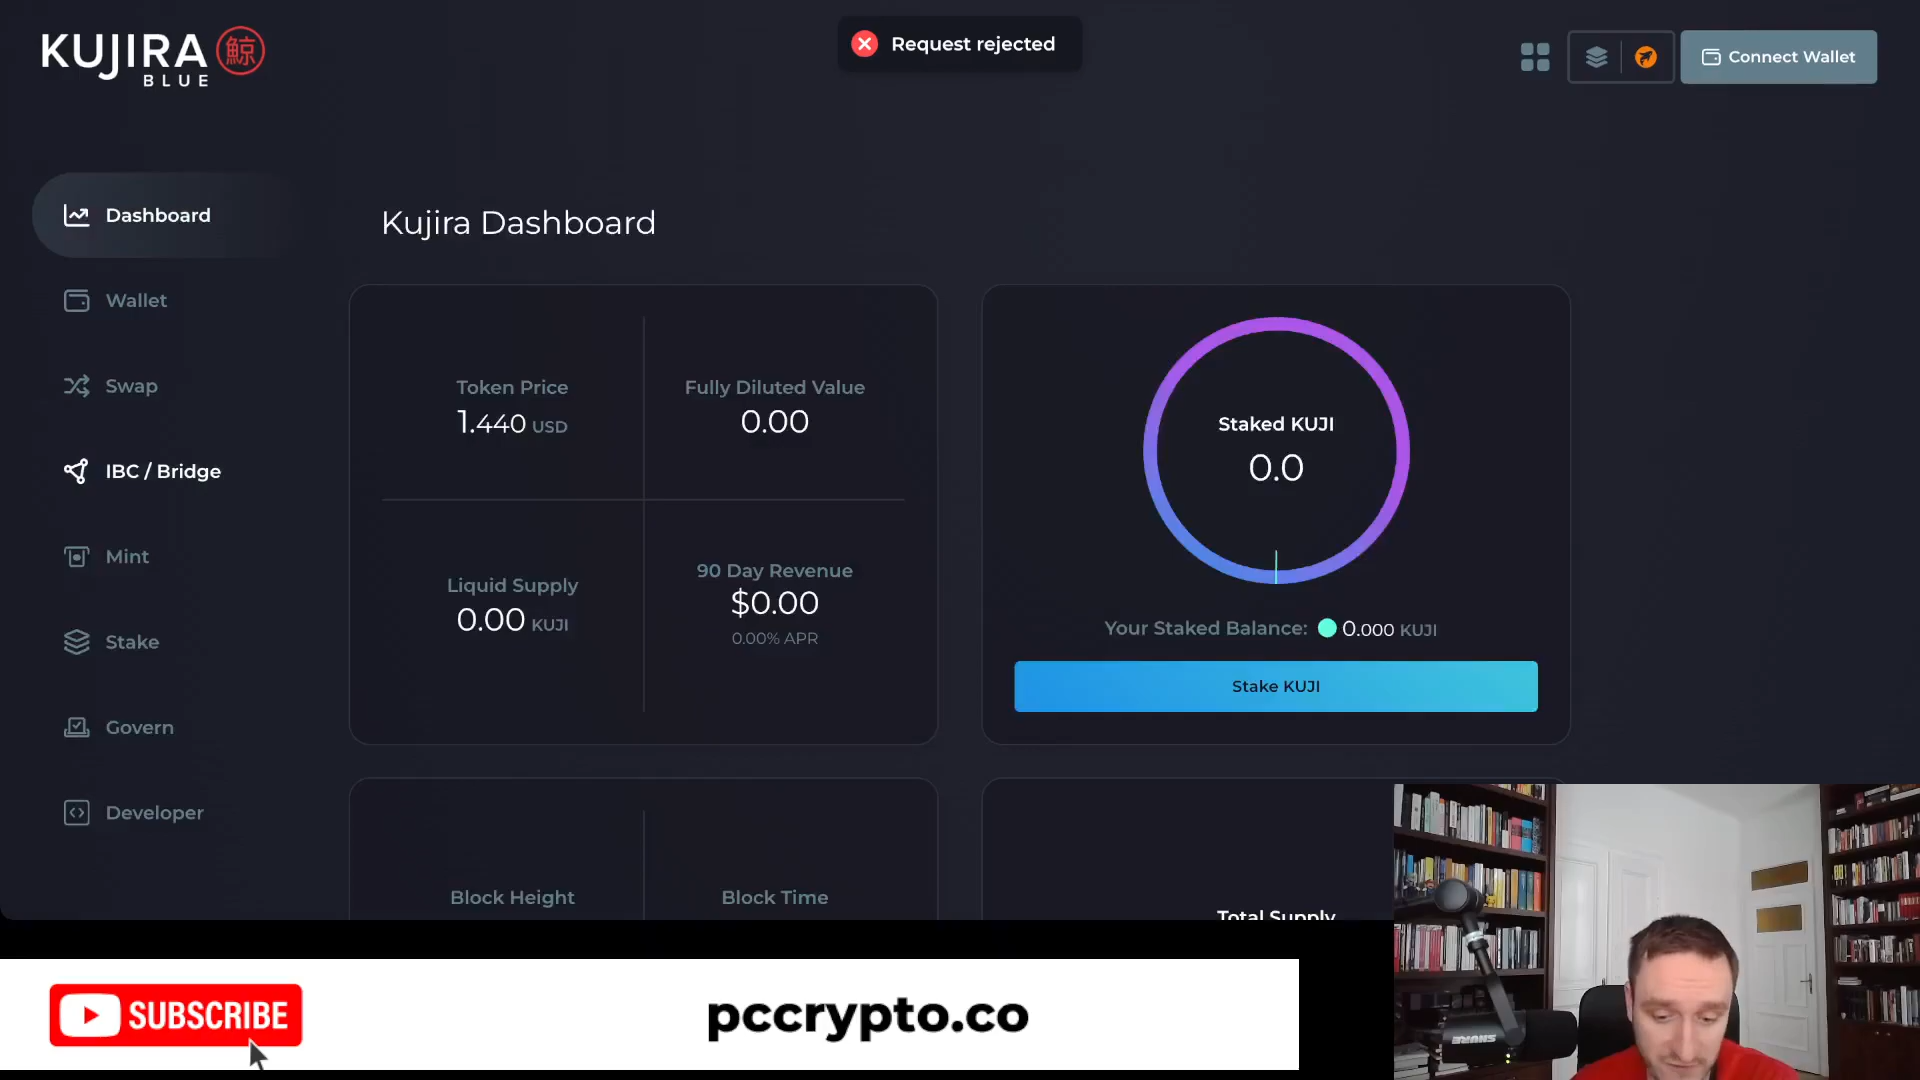 KUJIRA 鯨
BLUE
Request rejected
Connect Wallet
Dashboard
Wallet
Swap
IBC / Bridge
Mint
Stake
Govern
Developer
Kujira Dashboard
Token Price
1.440 USD
Fully Diluted Value
0.00
Liquid Supply
0.00 KUJI
90 Day Revenue
$0.00
0.00% APR
Staked KUJI
0.0
Your Staked Balance: 0.000 KUJI
Stake KUJI
Block Height
Block Time
Total Supply
SUBSCRIBE
pccrypto.co
SHURE